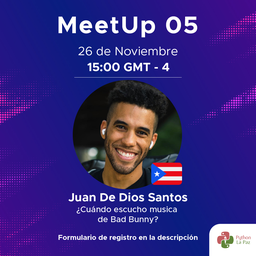 MeetUp 05
26 de Noviembre
15:00 GMT - 4
Juan De Dios Santos
¿Cuándo escucho musica
de Bad Bunny?
Formulario de registro en la descripción
Python
La Paz